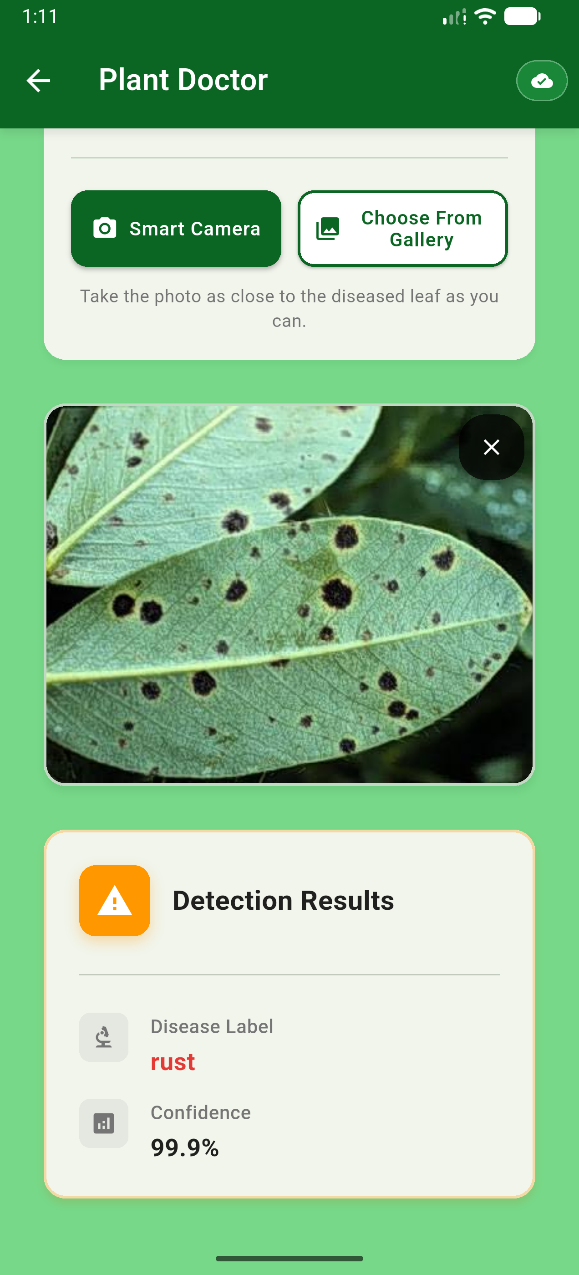 1:11
Plant Doctor
Smart Camera
Choose From
Gallery
Take the photo as close to the diseased leaf as you
can.
Detection Results
Disease Label
rust
Confidence
99.9%